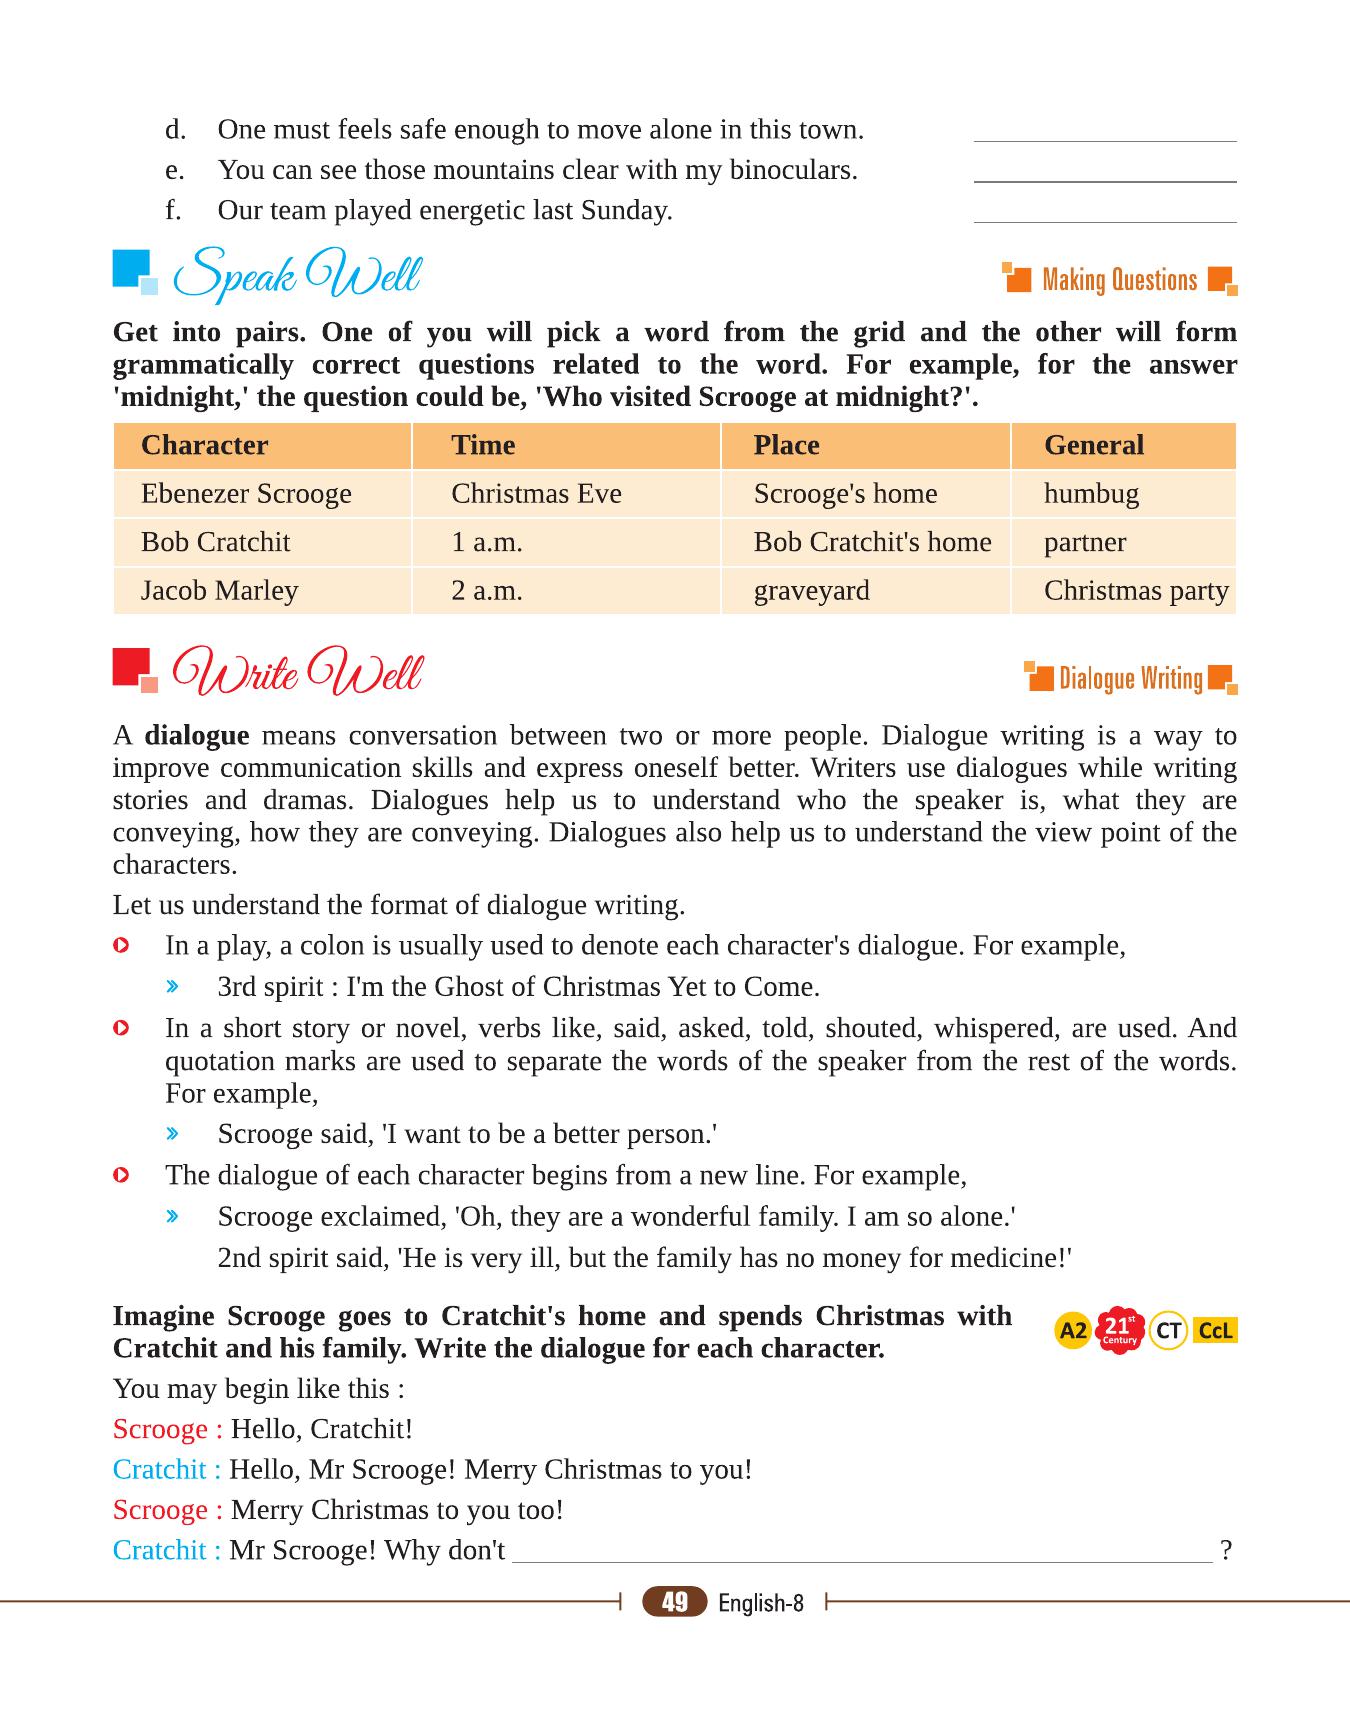 d. One must feels safe enough to move alone in this town.
e. You can see those mountains clear with my binoculars.
f. Our team played energetic last Sunday.
Speak Well
Making Questions
Get into pairs. One of you will pick a word from the grid and the other will form
grammatically correct questions related to the word. For example, for the answer
'midnight,' the question could be, 'Who visited Scrooge at midnight?'.
Character Time Place General
Ebenezer Scrooge Christmas Eve Scrooge's home humbug
Bob Cratchit 1 a.m. Bob Cratchit's home partner
Jacob Marley 2 a.m. graveyard Christmas party
Write Well
Dialogue Writing
A dialogue means conversation between two or more people. Dialogue writing is a way to
improve communication skills and express oneself better. Writers use dialogues while writing
stories and dramas. Dialogues help us to understand who the speaker is, what they are
conveying, how they are conveying. Dialogues also help us to understand the view point of the
characters.
Let us understand the format of dialogue writing.
In a play, a colon is usually used to denote each character's dialogue. For example,
3rd spirit : I'm the Ghost of Christmas Yet to Come.
In a short story or novel, verbs like, said, asked, told, shouted, whispered, are used. And
quotation marks are used to separate the words of the speaker from the rest of the words.
For example,
Scrooge said, 'I want to be a better person.'
The dialogue of each character begins from a new line. For example,
Scrooge exclaimed, 'Oh, they are a wonderful family. I am so alone.'
2nd spirit said, 'He is very ill, but the family has no money for medicine!'
Imagine Scrooge goes to Cratchit's home and spends Christmas with
Cratchit and his family. Write the dialogue for each character.
A2 21st Century CT CcL
You may begin like this :
Scrooge : Hello, Cratchit!
Cratchit : Hello, Mr Scrooge! Merry Christmas to you!
Scrooge : Merry Christmas to you too!
Cratchit : Mr Scrooge! Why don't ?
49 English-8